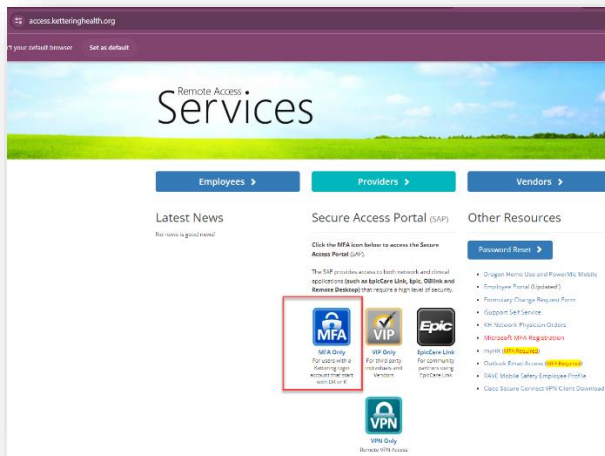 access.ketteringhealth.org
't your default browser Set as default
Remote Access
Services
Employees
Providers
Vendors
Latest News
No news is good news!
Secure Access Portal (SAP)
Click the MFA icon below to access the Secure
Access Portal (SAP).
The SAP provides access to both network and clinical
applications (such as EpicCare Link, Epic, OBlink and
Remote Desktop) that require a high level of security.
MFA
MFA Only
For users with a
Kettering login
account that start
with DR or K
VIP
VIP Only
For third party
individuals and
Vendors
Epic
EpicCare Link
For community
partners using
EpicCare Link
VPN
VPN Only
Remote VPN Access
Other Resources
Password Reset
Dragon Home Use and PowerMic Mobile
Employee Portal (Updated!)
Formulary Change Request Form
iSupport Self Service
KH Network Physician Orders
Microsoft MFA Registration
myHR (MFA Required)
Outlook Email Access (MFA Required)
RAVE Mobile Safety Employee Profile
Cisco Secure Connect VPN Client Download